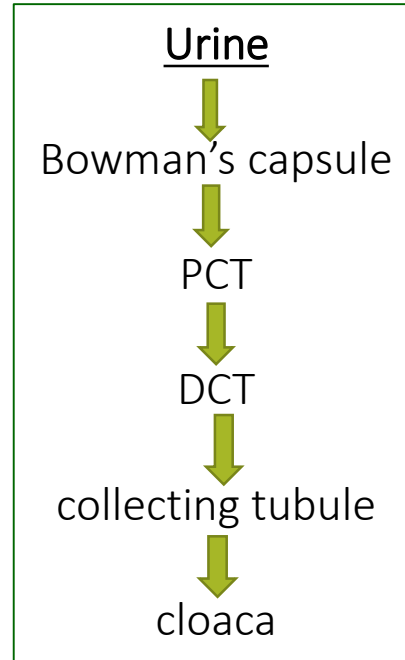 Urine
Bowman’s capsule
PCT
DCT
collecting tubule
cloaca